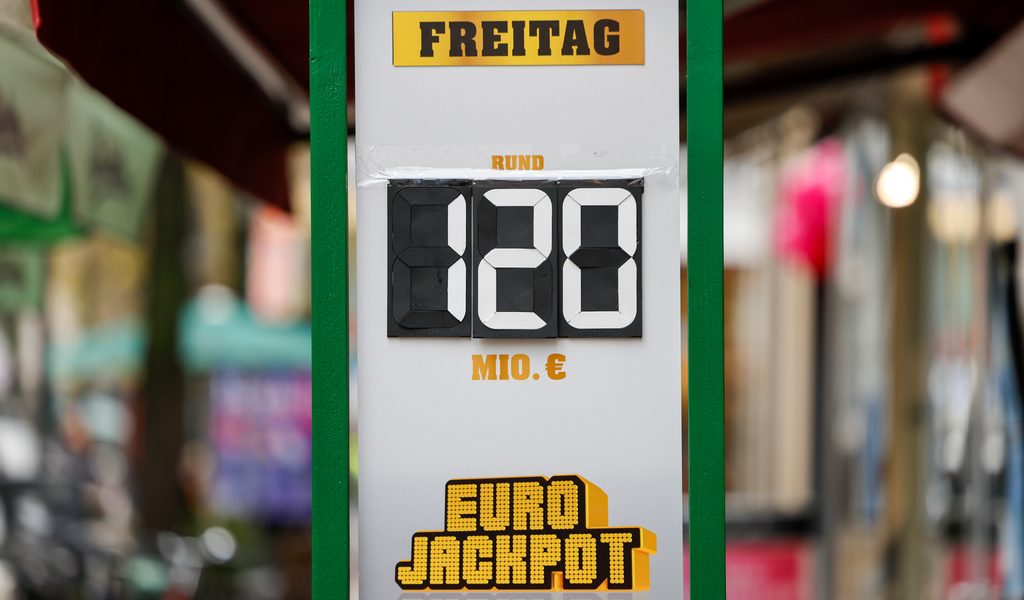 FREITAG
RUND
120
MIO. €
EURO
JACKPOT